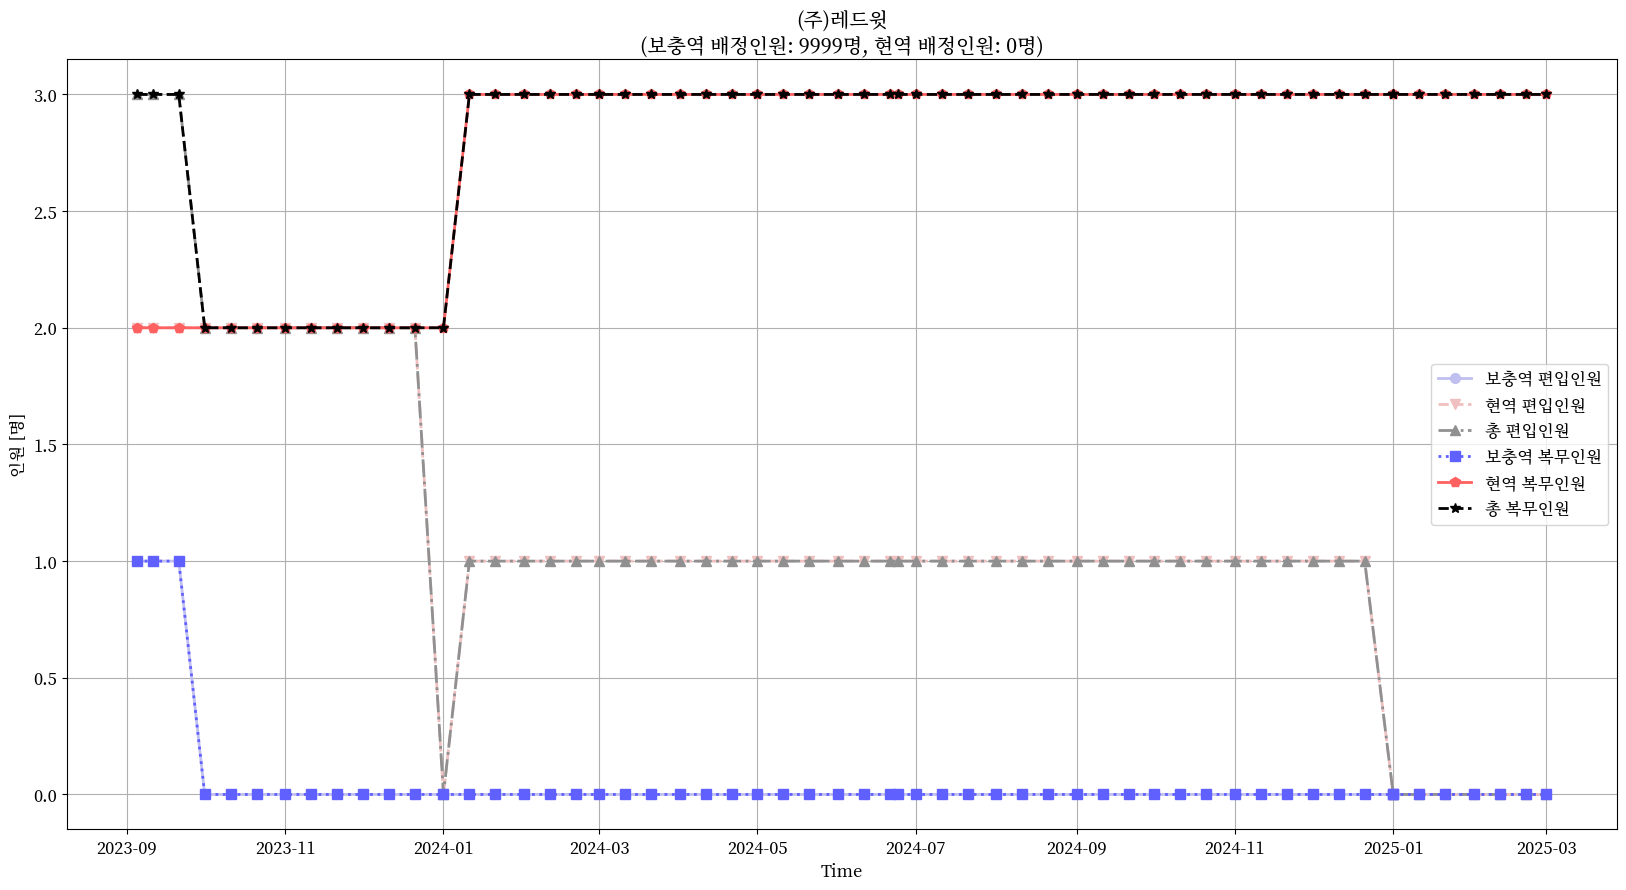 (주)레드윗
(보충역 배정인원: 9999명, 현역 배정인원: 0명)
3.0
2.5
2.0
1.5
1.0
0.5
0.0
인원 [명]
보충역 편입인원
현역 편입인원
총 편입인원
보충역 복무인원
현역 복무인원
총 복무인원
2023-09 2023-11 2024-01 2024-03 2024-05 2024-07 2024-09 2024-11 2025-01 2025-03
Time